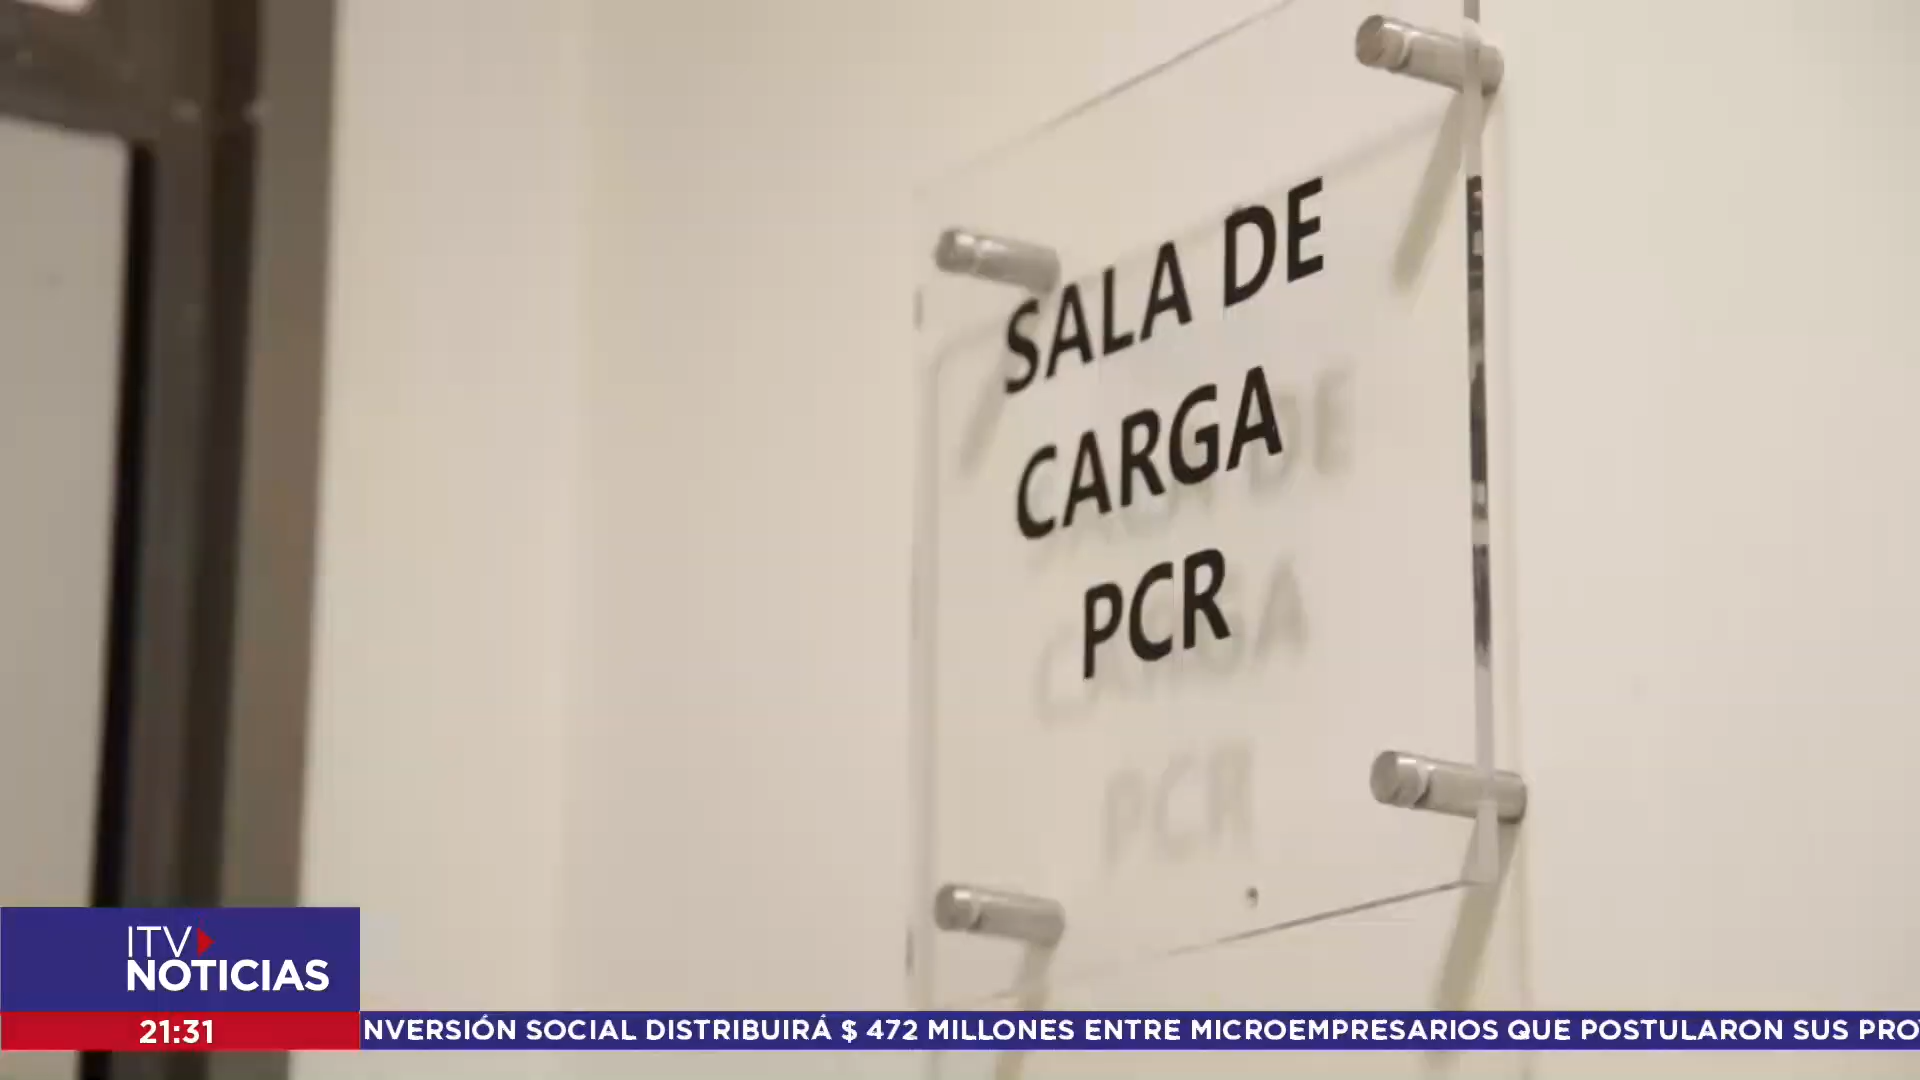 SALA DE
CARGA
PCR
ITV
NOTICIAS
21:31
NVERSIÓN SOCIAL DISTRIBUIRÁ $ 472 MILLONES ENTRE MICROEMPRESARIOS QUE POSTULARON SUS PRO